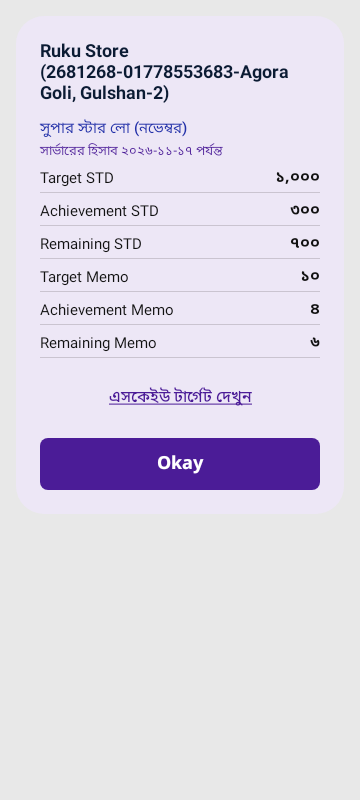 Ruku Store
(2681268-01778553683-Agora
Goli, Gulshan-2)
সুপার স্টার লো (নভেম্বর)
সার্ভারের হিসাব ২০২৬-১১-১৭ পর্যন্ত
Target STD ১,০০০
Achievement STD ৩০০
Remaining STD ৭০০
Target Memo ১০
Achievement Memo ৪
Remaining Memo ৬
এসকেইউ টার্গেট দেখুন
Okay